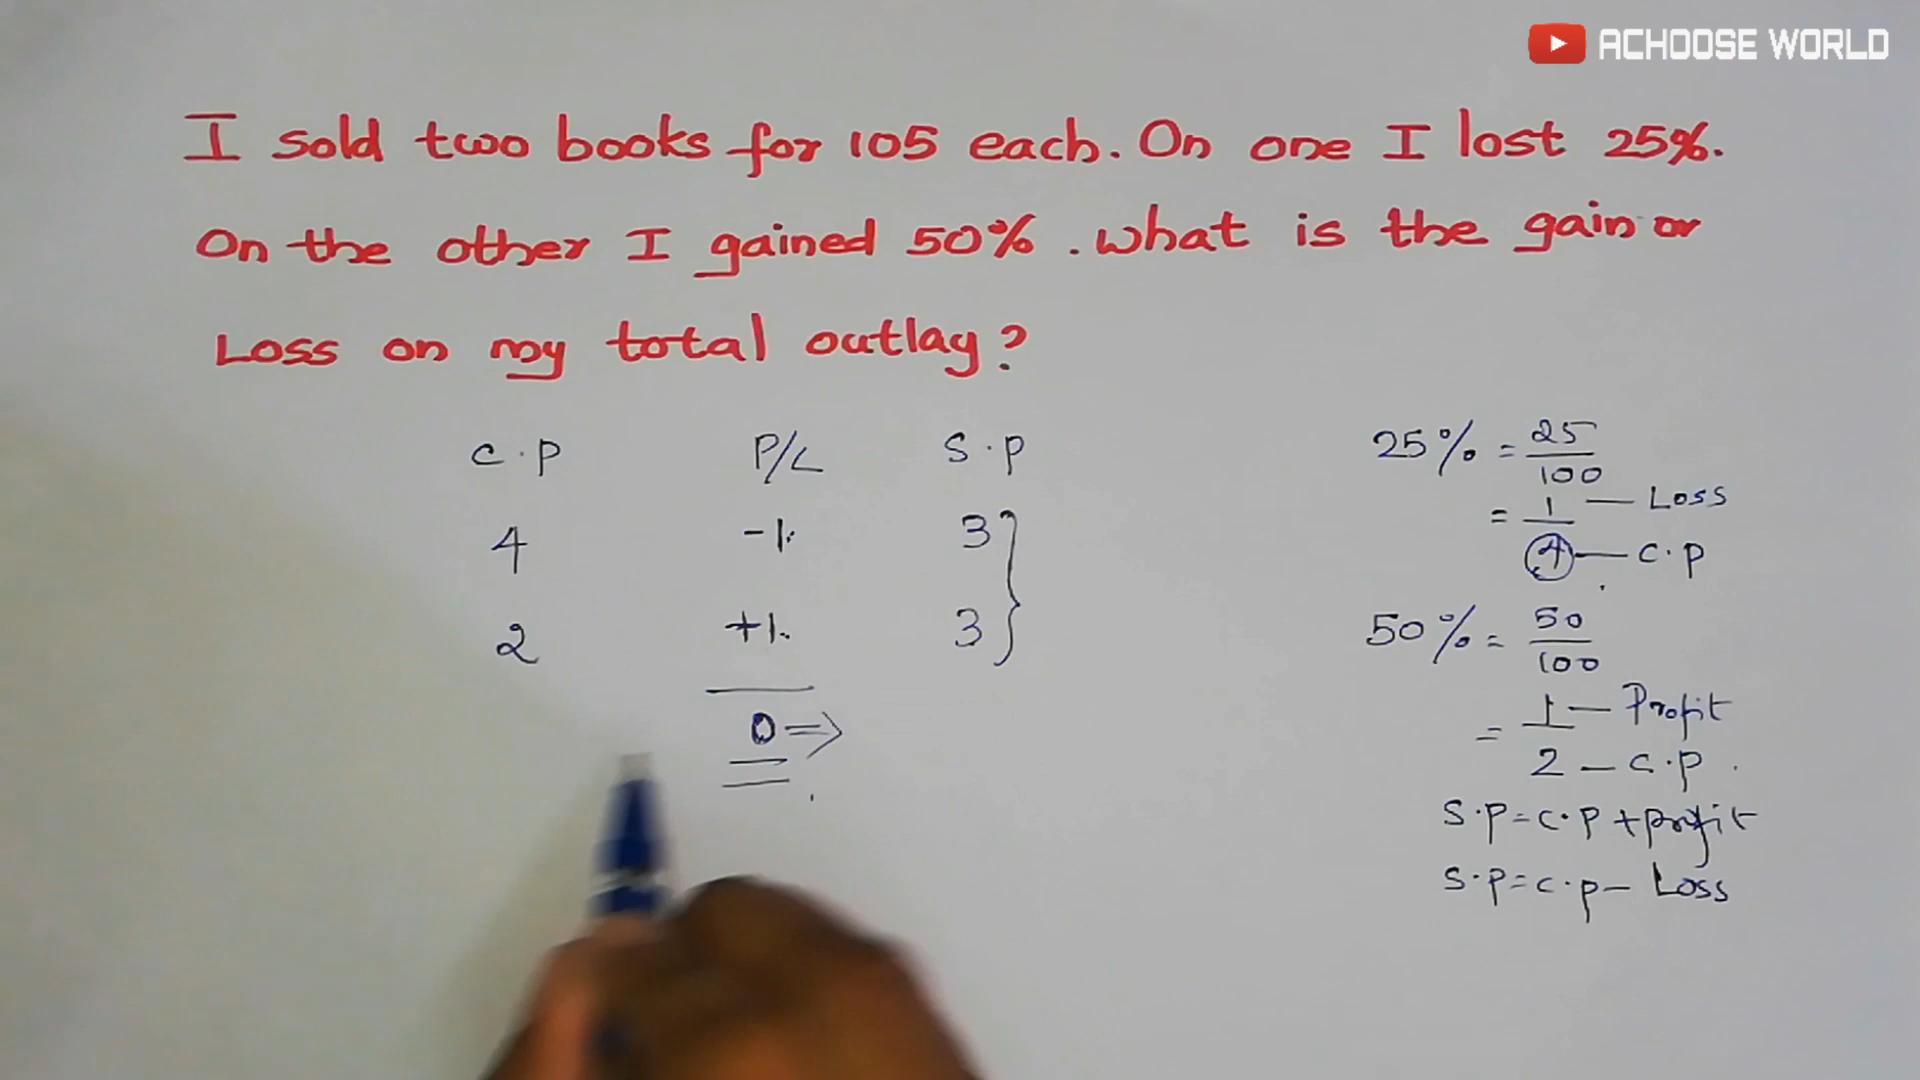 ACHOOSE WORLD
I sold two books for 105 each. On one I lost 25%.
On the other I gained 50%. what is the gain or
Loss on my total outlay?
C.P P/L S.P
4 -1 3
2 +1 3
0 ⇒
25% = 25/100
= 1/4 — Loss
— C.P
50% = 50/100
= 1/2 — Profit
— C.P
S.P = C.P + profit
S.P = C.P - Loss